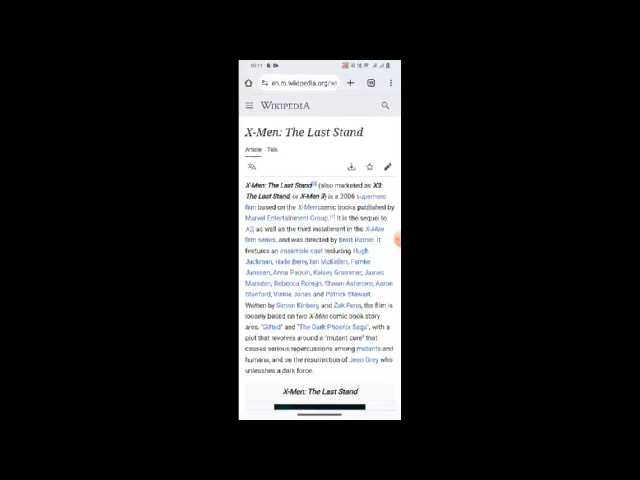 10:11
en.m.wikipedia.org/wi
WIKIPEDIA
X-Men: The Last Stand
Article Talk
X-Men: The Last Stand (also marketed as X3:
The Last Stand, or X-Men 3) is a 2006 superhero
film based on the X-Men comic books published by
Marvel Entertainment Group.[7] It is the sequel to
X2, as well as the third installment in the X-Men
film series, and was directed by Brett Ratner. It
features an ensemble cast including Hugh
Jackman, Halle Berry, Ian McKellen, Famke
Janssen, Anna Paquin, Kelsey Grammer, James
Marsden, Rebecca Romijn, Shawn Ashmore, Aaron
Stanford, Vinnie Jones and Patrick Stewart.
Written by Simon Kinberg and Zak Penn, the film is
loosely based on two X-Men comic book story
arcs, "Gifted" and "The Dark Phoenix Saga", with a
plot that revolves around a "mutant cure" that
causes serious repercussions among mutants and
humans, and on the resurrection of Jean Grey who
unleashes a dark force.
X-Men: The Last Stand